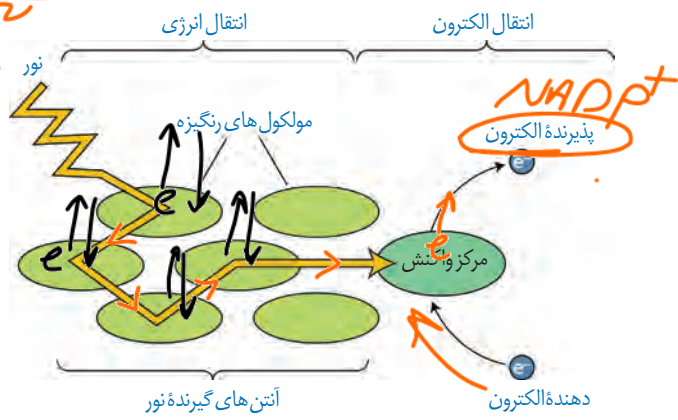 2
انتقال انرژی
انتقال الکترون
نور
NADP+
مولکول‌های رنگیزه
پذیرندهٔ الکترون
e-
e
e
e
مرکز واکنش
e-
آنتن‌های گیرندهٔ نور
دهندهٔ الکترون